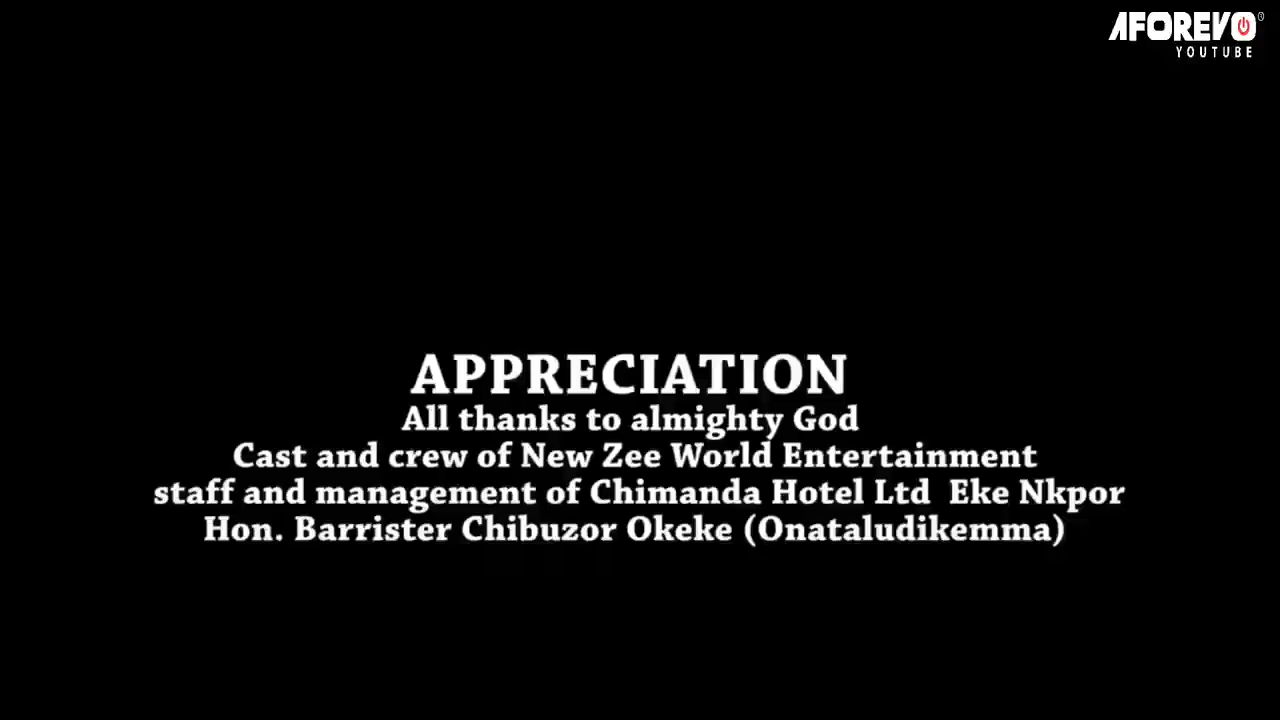 AFOREVO
YOUTUBE
APPRECIATION
All thanks to almighty God
Cast and crew of New Zee World Entertainment
staff and management of Chimanda Hotel Ltd  Eke Nkpor
Hon. Barrister Chibuzor Okeke (Onataludikemma)